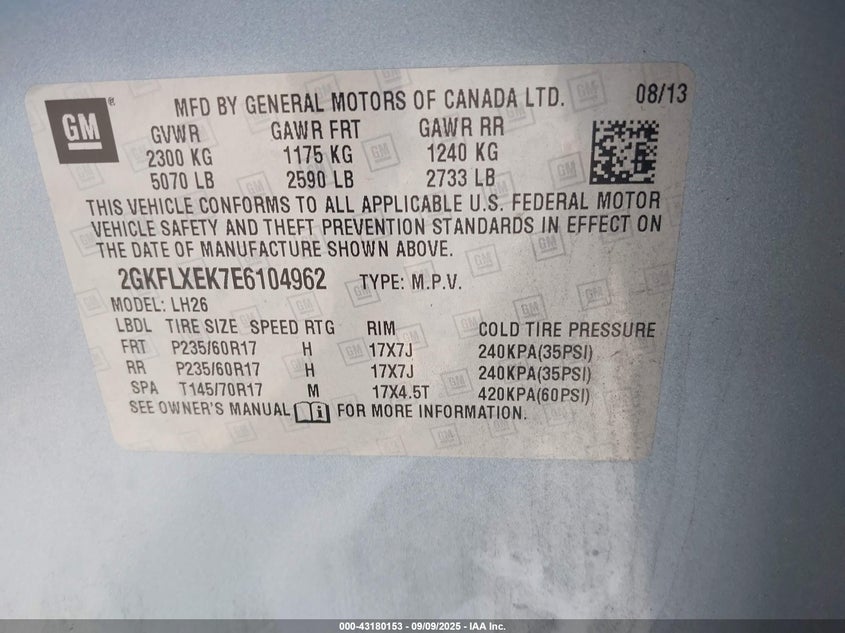 GM ® MFD BY GENERAL MOTORS OF CANADA LTD. 08/13
GVWR GAWR FRT GAWR RR
2300 KG 1175 KG 1240 KG
5070 LB 2590 LB 2733 LB
THIS VEHICLE CONFORMS TO ALL APPLICABLE U.S. FEDERAL MOTOR
VEHICLE SAFETY AND THEFT PREVENTION STANDARDS IN EFFECT ON
THE DATE OF MANUFACTURE SHOWN ABOVE.
2GKFLXEK7E6104962 TYPE: M.P.V.
MODEL: LH26
LBDL TIRE SIZE SPEED RTG RIM COLD TIRE PRESSURE
FRT P235/60R17 H 17X7J 240KPA(35PSI)
RR P235/60R17 H 17X7J 240KPA(35PSI)
SPA T145/70R17 M 17X4.5T 420KPA(60PSI)
SEE OWNER'S MANUAL i FOR MORE INFORMATION.
000-43180153 - 09/09/2025 - IAA Inc.